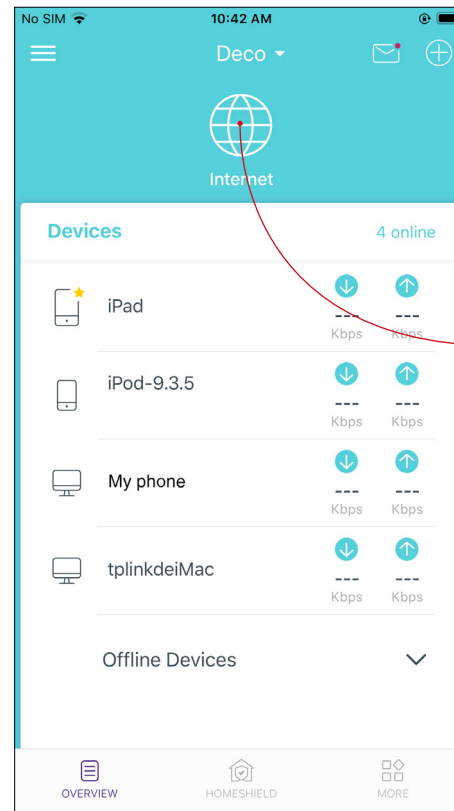 No SIM 10:42 AM
Deco
Internet
Devices 4 online
iPad
--- ---
Kbps Kbps
iPod-9.3.5
--- ---
Kbps Kbps
My phone
--- ---
Kbps Kbps
tplinkdeiMac
--- ---
Kbps Kbps
Offline Devices
OVERVIEW HOMESHIELD MORE